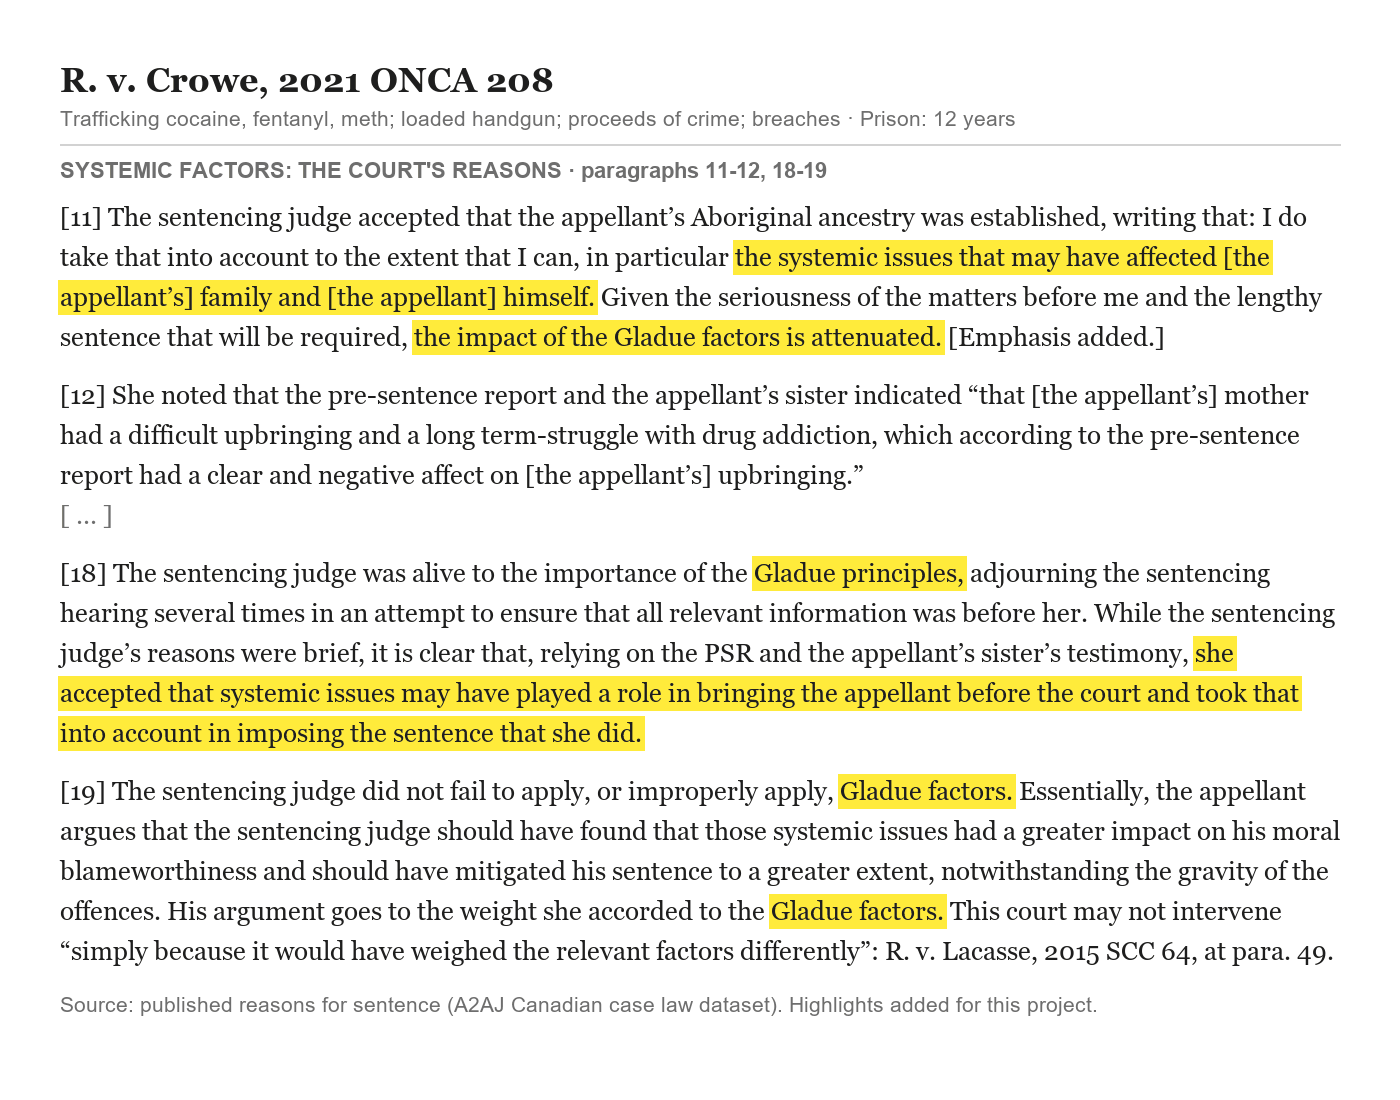 R. v. Crowe, 2021 ONCA 208
Trafficking cocaine, fentanyl, meth; loaded handgun; proceeds of crime; breaches · Prison: 12 years
SYSTEMIC FACTORS: THE COURT'S REASONS · paragraphs 11-12, 18-19
[11] The sentencing judge accepted that the appellant’s Aboriginal ancestry was established, writing that: I do
take that into account to the extent that I can, in particular the systemic issues that may have affected [the
appellant’s] family and [the appellant] himself. Given the seriousness of the matters before me and the lengthy
sentence that will be required, the impact of the Gladue factors is attenuated. [Emphasis added.]
[12] She noted that the pre-sentence report and the appellant’s sister indicated “that [the appellant’s] mother
had a difficult upbringing and a long term-struggle with drug addiction, which according to the pre-sentence
report had a clear and negative affect on [the appellant’s] upbringing.”
[ ... ]
[18] The sentencing judge was alive to the importance of the Gladue principles, adjourning the sentencing
hearing several times in an attempt to ensure that all relevant information was before her. While the sentencing
judge’s reasons were brief, it is clear that, relying on the PSR and the appellant’s sister’s testimony, she
accepted that systemic issues may have played a role in bringing the appellant before the court and took that
into account in imposing the sentence that she did.
[19] The sentencing judge did not fail to apply, or improperly apply, Gladue factors. Essentially, the appellant
argues that the sentencing judge should have found that those systemic issues had a greater impact on his moral
blameworthiness and should have mitigated his sentence to a greater extent, notwithstanding the gravity of the
offences. His argument goes to the weight she accorded to the Gladue factors. This court may not intervene
“simply because it would have weighed the relevant factors differently”: R. v. Lacasse, 2015 SCC 64, at para. 49.
Source: published reasons for sentence (A2AJ Canadian case law dataset). Highlights added for this project.